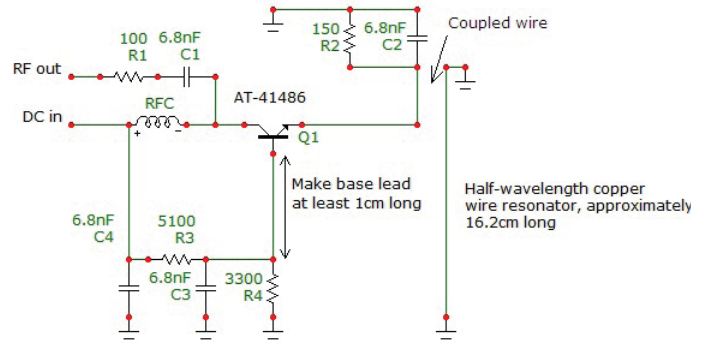 150
R2
6.8nF
C2
Coupled wire
100
R1
6.8nF
C1
RF out
RFC
AT-41486
DC in
+
-
Q1
Make base lead
at least 1cm long
Half-wavelength copper
wire resonator, approximately
16.2cm long
6.8nF
C4
5100
R3
6.8nF
C3
3300
R4